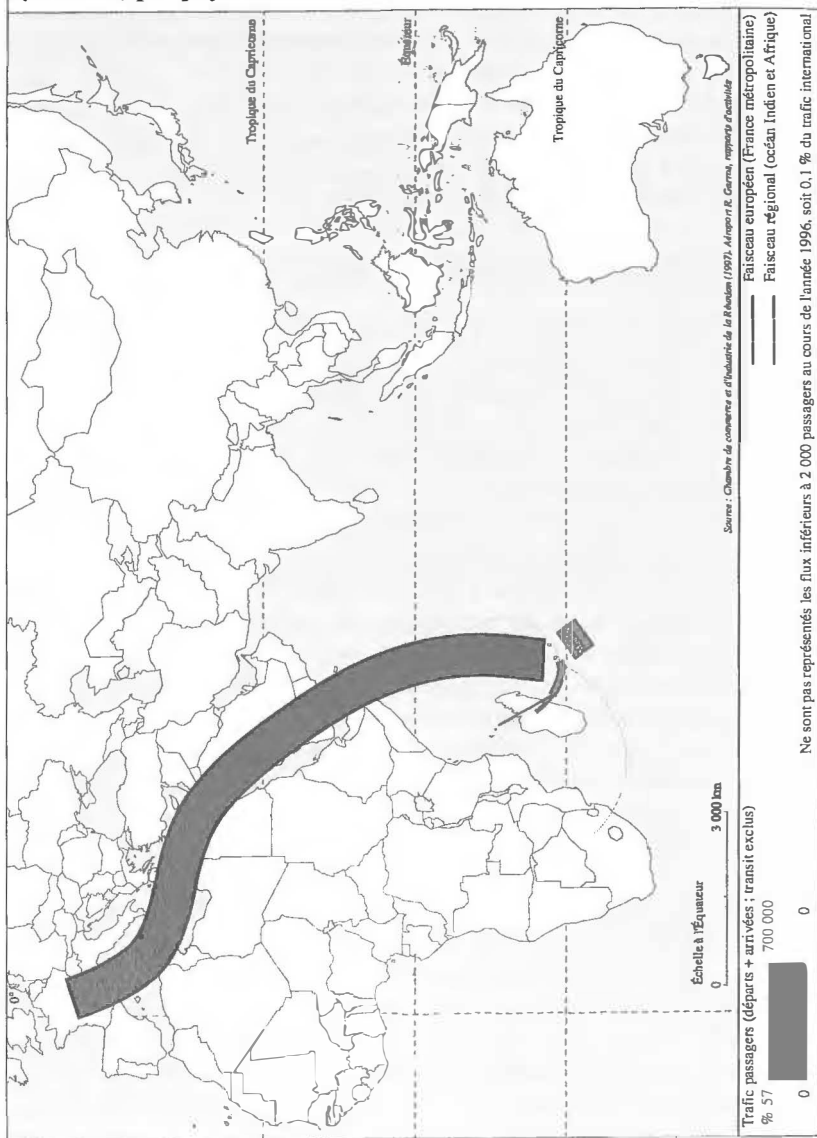 0°
Tropique du Capricorne
Équateur
Tropique du Capricorne
Échelle à l'Équateur
0 3 000 km
Source : Chambre de commerce et d'Industrie de la Réunion (1997). Aéroport R. Garros, rapports d'activités
Trafic passagers (départs + arrivées ; transit exclus)
% 57 700 000
0 0
Faisceau européen (France métropolitaine)
Faisceau régional (océan Indien et Afrique)
Ne sont pas représentés les flux inférieurs à 2 000 passagers au cours de l'année 1996, soit 0,1 % du trafic international